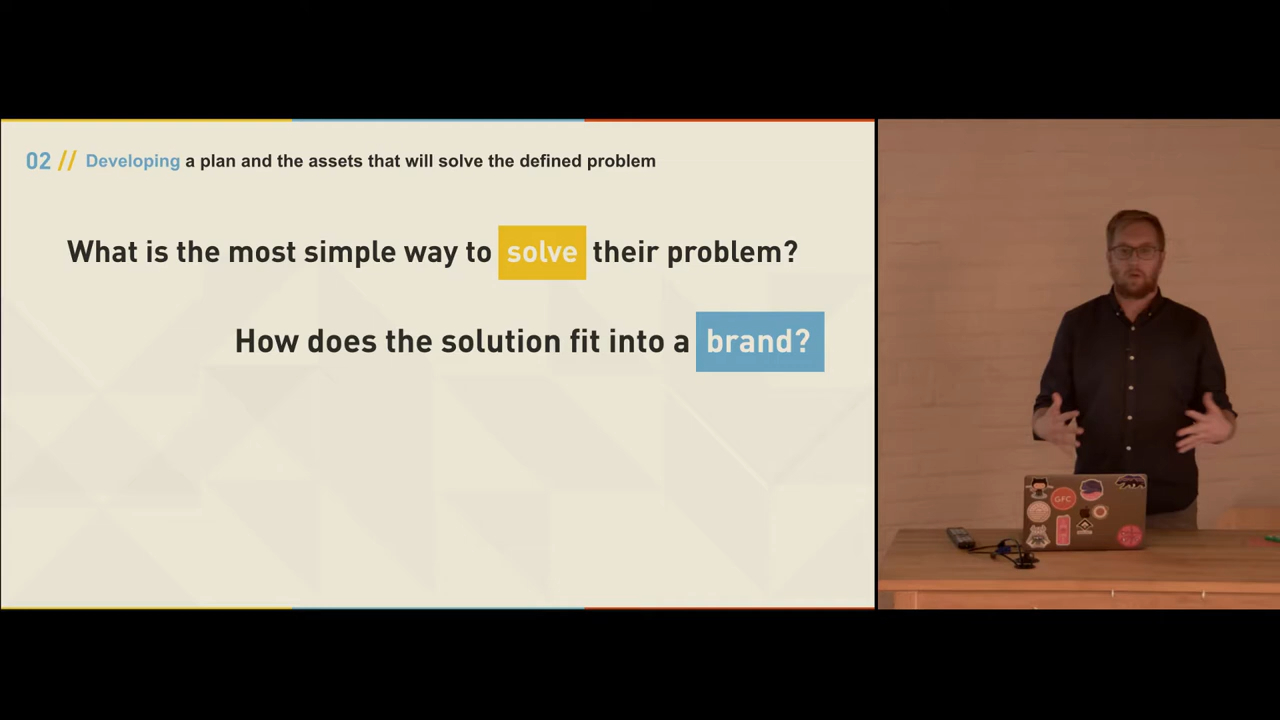 02 // Developing a plan and the assets that will solve the defined problem
What is the most simple way to solve their problem?
How does the solution fit into a brand?
GFC